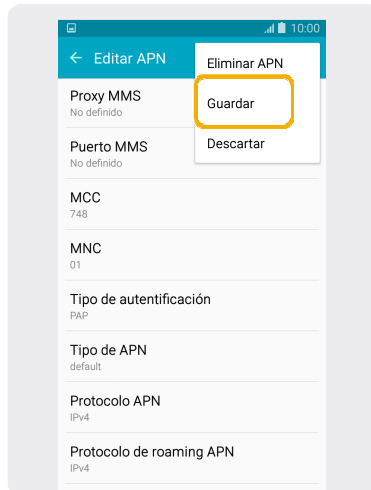 10:00
Editar APN
Eliminar APN
Guardar
Descartar
Proxy MMS
No definido
Puerto MMS
No definido
MCC
748
MNC
01
Tipo de autentificación
PAP
Tipo de APN
default
Protocolo APN
IPv4
Protocolo de roaming APN
IPv4